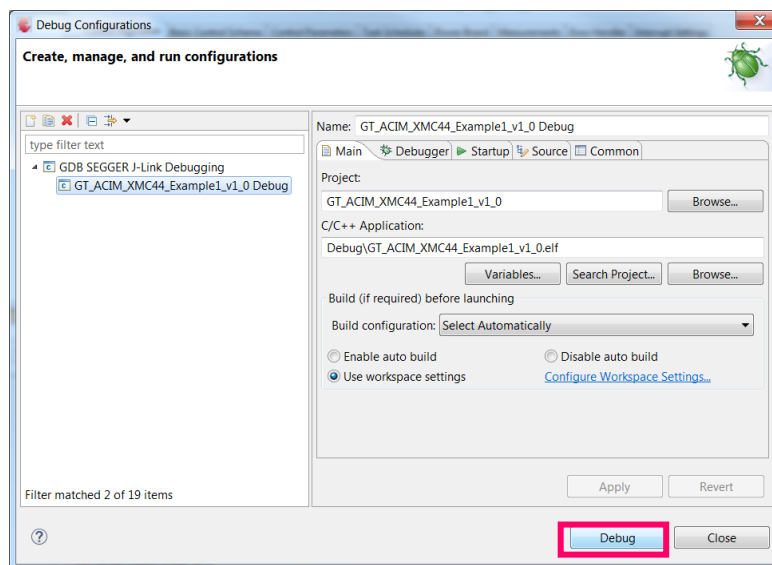 Debug Configurations
Create, manage, and run configurations
type filter text
GDB SEGGER J-Link Debugging
GT_ACIM_XMC44_Example1_v1_0 Debug
Filter matched 2 of 19 items
Name: GT_ACIM_XMC44_Example1_v1_0 Debug
Main Debugger Startup Source Common
Project:
GT_ACIM_XMC44_Example1_v1_0 Browse...
C/C++ Application:
Debug\GT_ACIM_XMC44_Example1_v1_0.elf
Variables... Search Project... Browse...
Build (if required) before launching
Build configuration: Select Automatically
Enable auto build Disable auto build
Use workspace settings Configure Workspace Settings...
Apply Revert
Debug Close